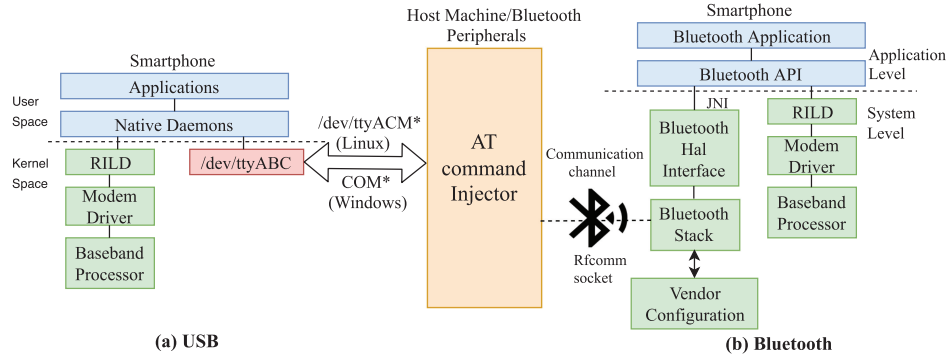 Smartphone
Applications
User
Space
Native Daemons
Kernel
Space
RILD
/dev/ttyABC
Modem
Driver
Baseband
Processor
(a) USB
/dev/ttyACM*
(Linux)
COM*
(Windows)
Host Machine/Bluetooth
Peripherals
AT
command
Injector
Communication
channel
Rfcomm
socket
Smartphone
Bluetooth Application
Application
Level
Bluetooth API
JNI
System
Level
Bluetooth
Hal
Interface
RILD
Modem
Driver
Baseband
Processor
Bluetooth
Stack
Vendor
Configuration
(b) Bluetooth